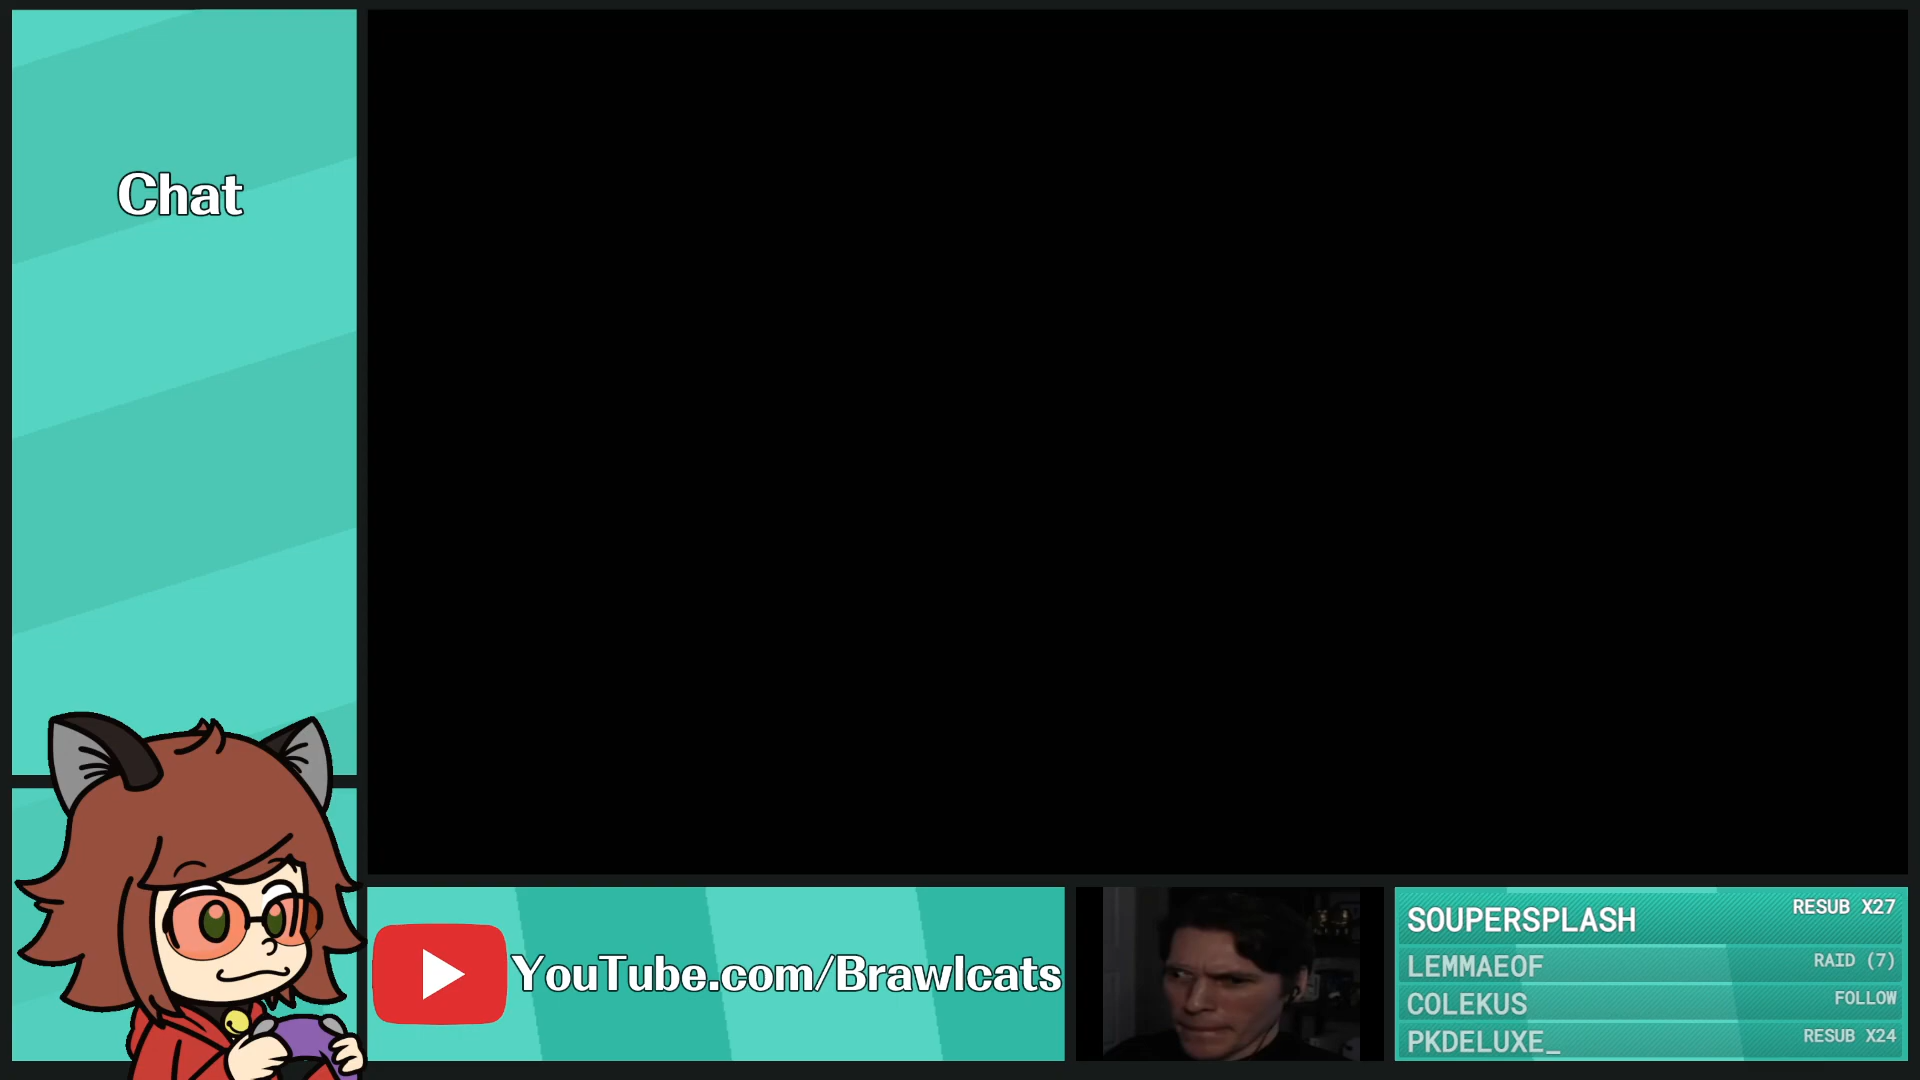 Chat
YouTube.com/Brawlcats
SOUPERSPLASH RESUB X27
LEMMAEOF RAID (7)
COLEKUS FOLLOW
PKDELUXE_ RESUB X24